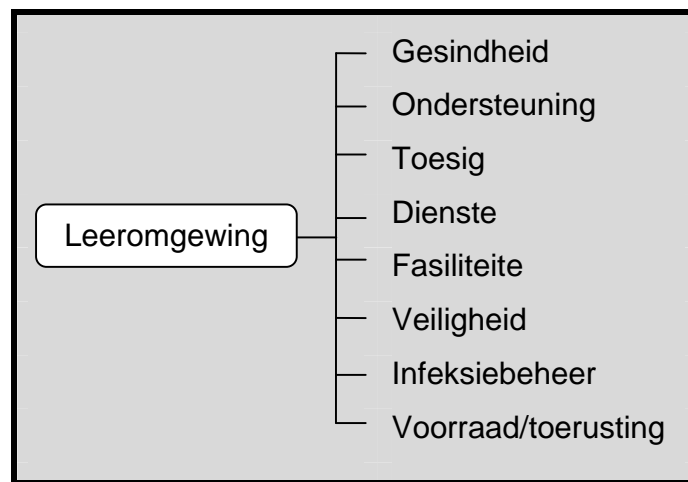 Leeromgewing
Gesindheid
Ondersteuning
Toesig
Dienste
Fasiliteite
Veiligheid
Infeksiebeheer
Voorraad/toerusting